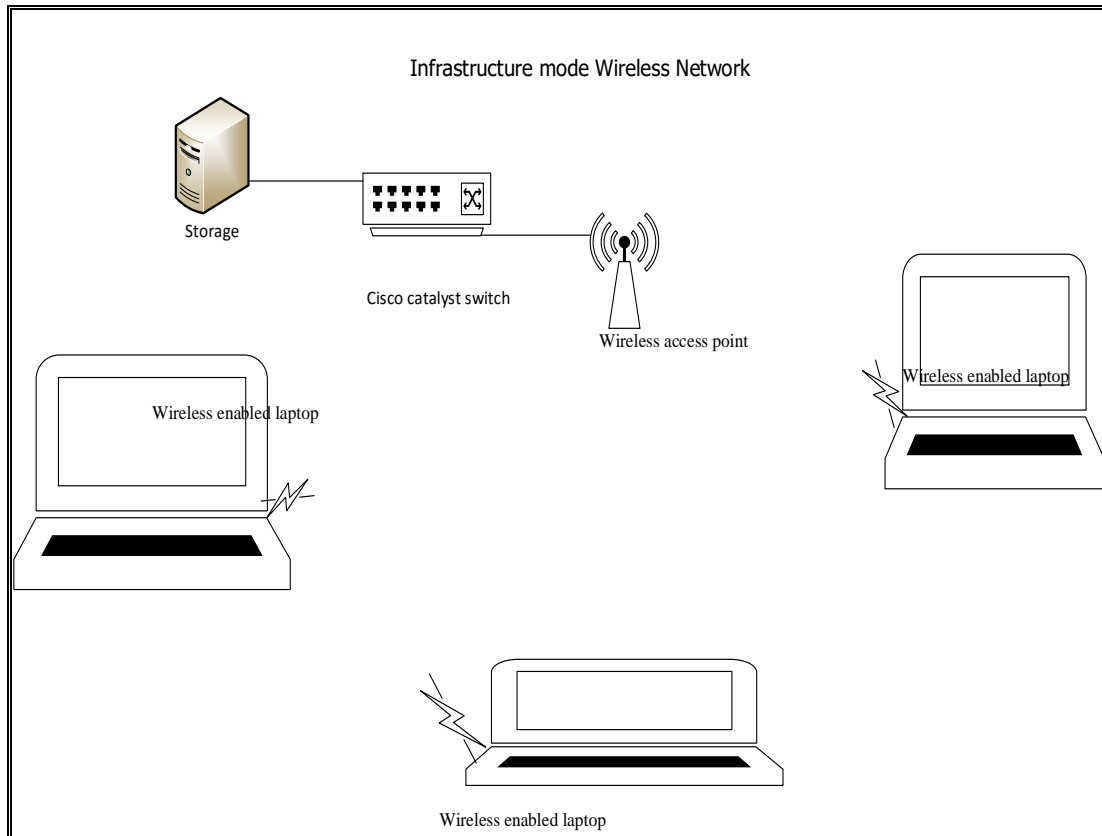 Infrastructure mode Wireless Network
Storage
Cisco catalyst switch
Wireless access point
Wireless enabled laptop
Wireless enabled laptop
Wireless enabled laptop